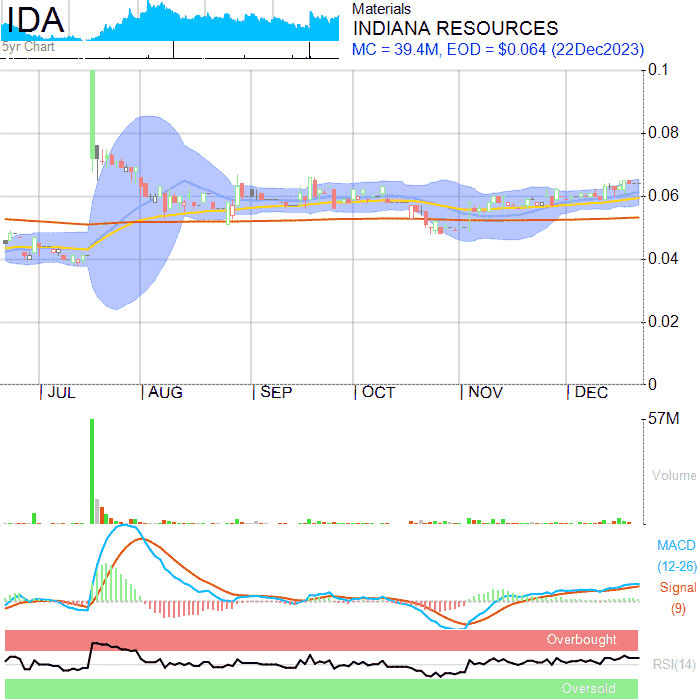 IDA
5yr Chart
Materials
INDIANA RESOURCES
MC = 39.4M, EOD = $0.064 (22Dec2023)
0.1
0.08
0.06
0.04
0.02
0
JUL AUG SEP OCT NOV DEC
57M
Volume
MACD
(12-26)
Signal
(9)
Overbought
RSI(14)
Oversold